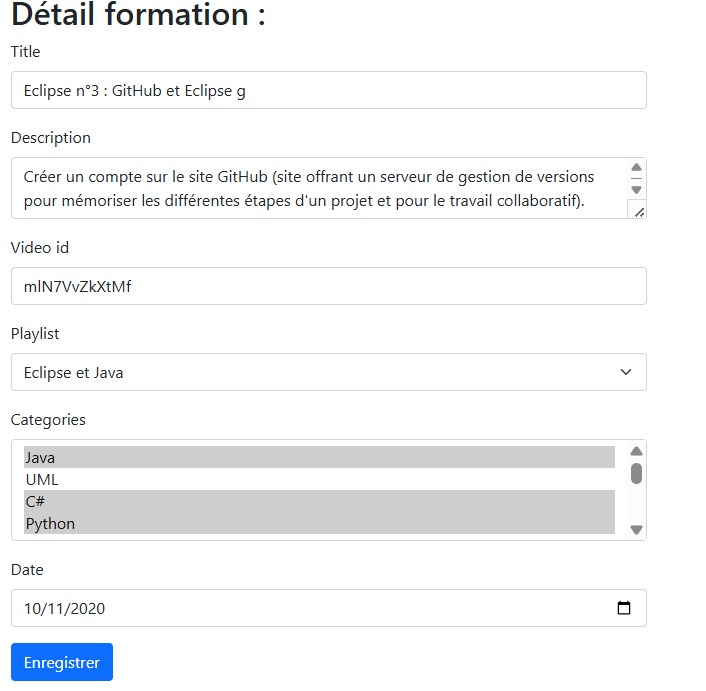 Détail formation :
Title
Eclipse n°3 : GitHub et Eclipse g
Description
Créer un compte sur le site GitHub (site offrant un serveur de gestion de versions
pour mémoriser les différentes étapes d'un projet et pour le travail collaboratif).
Video id
mlN7VvZkXtMf
Playlist
Eclipse et Java
Categories
Java
UML
C#
Python
Date
10/11/2020
Enregistrer